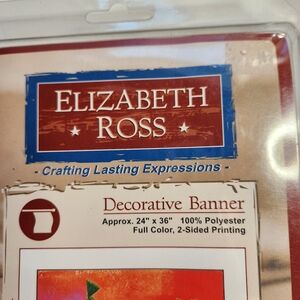 ELIZABETH
ROSS
- Crafting Lasting Expressions -
Decorative Banner
Approx. 24" x 36" 100% Polyester
Full Color, 2-Sided Printing